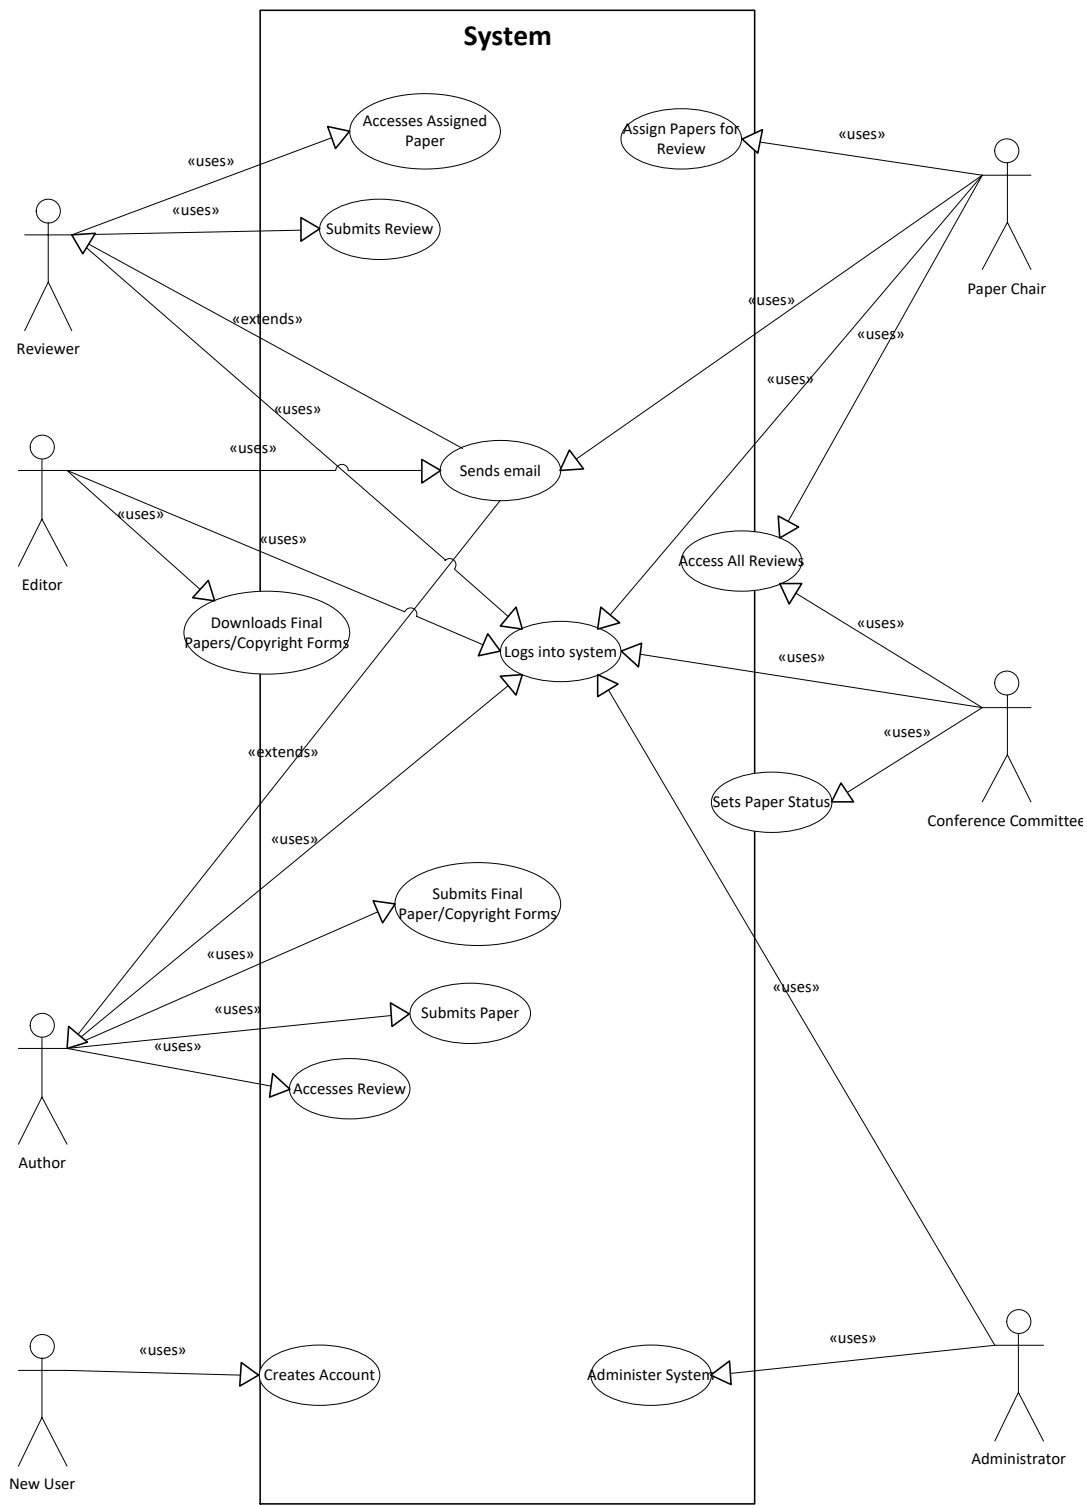 System
Accesses Assigned
Paper
Assign Papers for
Review
«uses»
«uses»
«uses»
Submits Review
Paper Chair
Reviewer
«extends»
«uses»
«uses»
«uses»
«uses»
«uses»
Sends email
«uses»
«uses»
Editor
Access All Reviews
Downloads Final
Papers/Copyright Forms
«uses»
Logs into system
«uses»
«uses»
«extends»
Sets Paper Status
Conference Committee
«uses»
Submits Final
Paper/Copyright Forms
«uses»
«uses»
«uses»
Submits Paper
«uses»
Accesses Review
Author
«uses»
«uses»
Creates Account
Administer System
Administrator
New User